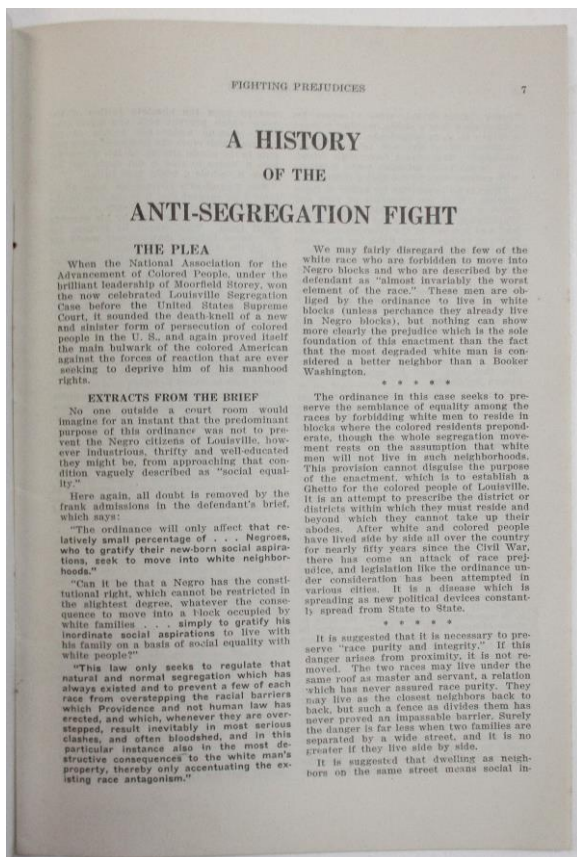 FIGHTING PREJUDICES
7
A HISTORY
OF THE
ANTI-SEGREGATION FIGHT
THE PLEA
When the National Association for the
Advancement of Colored People, under the
brilliant leadership of Moorfield Storey, won
the now celebrated Louisville Segregation
Case before the United States Supreme
Court, it sounded the death-knell of a new
and sinister form of persecution of colored
people in the U. S., and again proved itself
the main bulwark of the colored American
against the forces of reaction that are ever
seeking to deprive him of his manhood
rights.
EXTRACTS FROM THE BRIEF
No one outside a court room would
imagine for an instant that the predominant
purpose of this ordinance was not to pre-
vent the Negro citizens of Louisville, how-
ever industrious, thrifty and well-educated
they might be, from approaching that con-
dition vaguely described as "social equal-
ity."
Here again, all doubt is removed by the
frank admissions in the defendant's brief,
which says:
"The ordinance will only affect that re-
latively small percentage of . . . Negroes,
who to gratify their new-born social aspira-
tions, seek to move into white neighbor-
hoods."
"Can it be that a Negro has the consti-
tutional right, which cannot be restricted in
the slightest degree, whatever the conse-
quence to move into a block occupied by
white families . . . simply to gratify his
inordinate social aspirations to live with
his family on a basis of social equality with
white people?"
"This law only seeks to regulate that
natural and normal segregation which has
always existed and to prevent a few of each
race from overstepping the racial barriers
which Providence and not human law has
erected, and which, whenever they are over-
stepped, result inevitably in most serious
clashes, and often bloodshed, and in this
particular instance also in the most de-
structive consequences to the white man's
property, thereby only accentuating the ex-
isting race antagonism."
We may fairly disregard the few of the
white race who are forbidden to move into
Negro blocks and who are described by the
defendant as "almost invariably the worst
element of the race." These men are ob-
liged by the ordinance to live in white
blocks (unless perchance they already live
in Negro blocks), but nothing can show
more clearly the prejudice which is the sole
foundation of this enactment than the fact
that the most degraded white man is con-
sidered a better neighbor than a Booker
Washington.
* * * * *
The ordinance in this case seeks to pre-
serve the semblance of equality among the
races by forbidding white men to reside in
blocks where the colored residents prepond-
erate, though the whole segregation move-
ment rests on the assumption that white
men will not live in such neighborhoods.
This provision cannot disguise the purpose
of the enactment, which is to establish a
Ghetto for the colored people of Louisville.
It is an attempt to prescribe the district or
districts within which they must reside and
beyond which they cannot take up their
abodes. After white and colored people
have lived side by side all over the country
for nearly fifty years since the Civil War,
there has come an attack of race prej-
udice, and legislation like the ordinance un-
der consideration has been attempted in
various cities. It is a disease which is
spreading as new political devices constant-
ly spread from State to State.
* * * * *
It is suggested that it is necessary to pre-
serve "race purity and integrity." If this
danger arises from proximity, it is not re-
moved. The two races may live under the
same roof as master and servant, a relation
which has never assured race purity. They
may live as the closest neighbors back to
back, but such a fence as divides them has
never proved an impassable barrier. Surely
the danger is far less when two families are
separated by a wide street, and it is no
greater if they live side by side.
It is suggested that dwelling as neigh-
bors on the same street means social in-